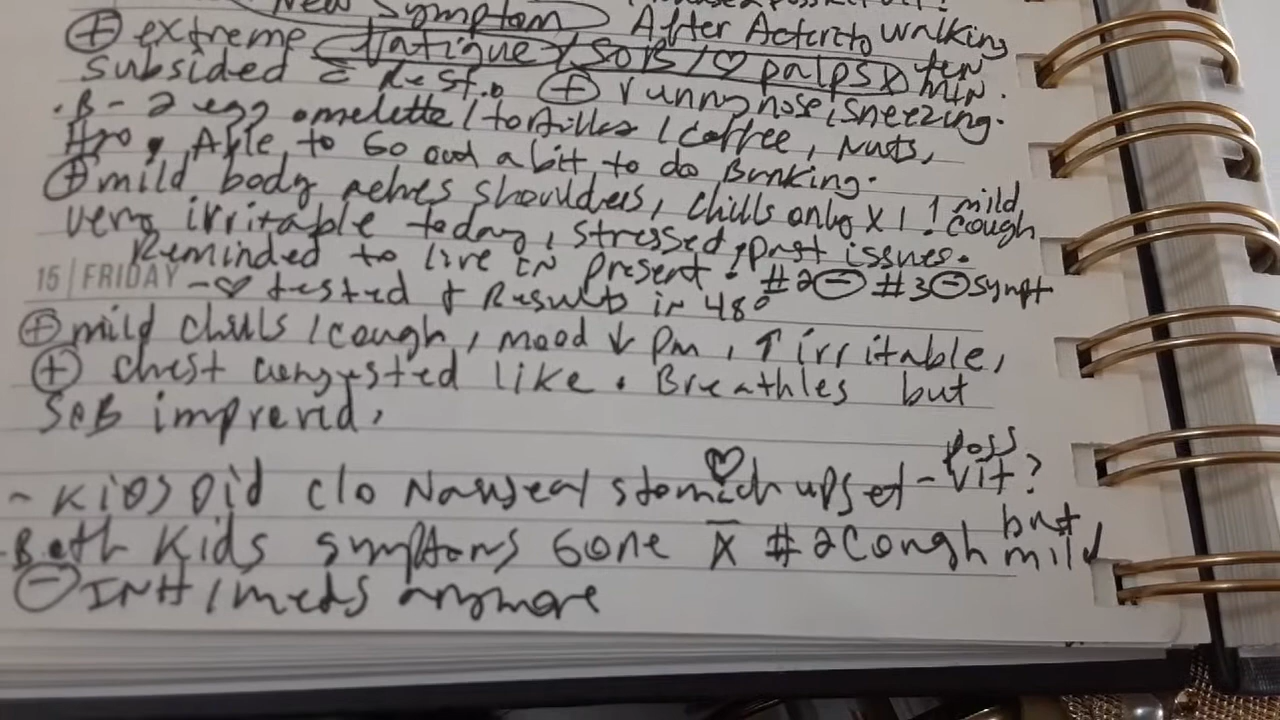 New Symptom
⊕ extreme fatigue / SOB / ♡ palps x ten
After walking
subsided c̄ Rest. ⊕ runny nose, sneezing. min.
·B - 2 egg omelette / tortillas / coffee, Nuts,
Able to Go out a bit to do Banking.
⊕ mild body aches shoulders, chills only x 1, mild cough
very irritable today, stressed, past issues.
Reminded to live in present. #2 ⊖ #3 ⊖ sympt
15 | FRIDAY - ♡ tested & Results in 48°
⊕ mild chills / cough, mood ↓ pm, ↑ irritable,
⊕ chest congested like. Breathles but
SOB improved,
- Kids Did c/o Nausea / stomach upset - poss vit?
♡
- Both Kids symptoms Gone x̄ #2 Cough but mild
⊖ INH / meds anymore